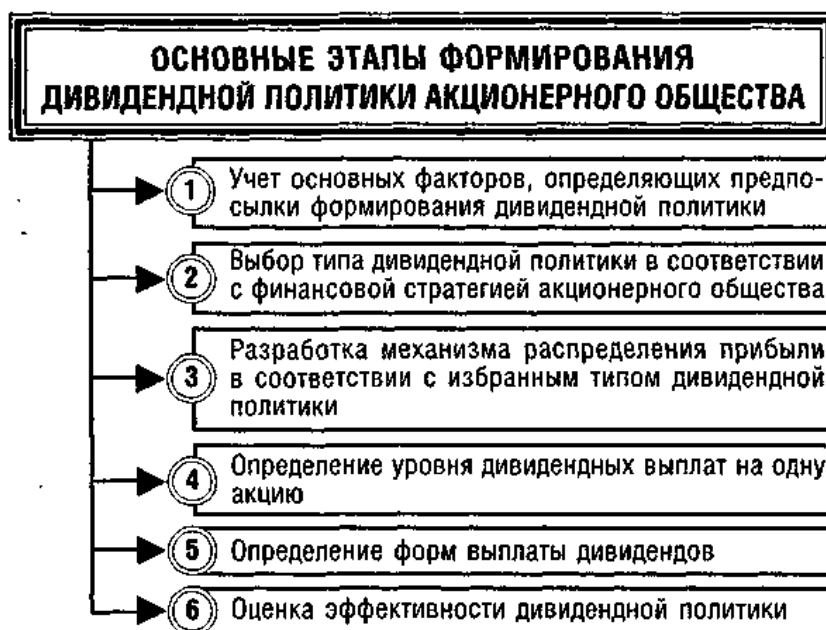 ОСНОВНЫЕ ЭТАПЫ ФОРМИРОВАНИЯ
ДИВИДЕНДНОЙ ПОЛИТИКИ АКЦИОНЕРНОГО ОБЩЕСТВА
1 Учет основных факторов, определяющих предпо-
сылки формирования дивидендной политики
2 Выбор типа дивидендной политики в соответствии
с финансовой стратегией акционерного общества
3 Разработка механизма распределения прибыли
в соответствии с избранным типом дивидендной
политики
4 Определение уровня дивидендных выплат на одну
акцию
5 Определение форм выплаты дивидендов
6 Оценка эффективности дивидендной политики